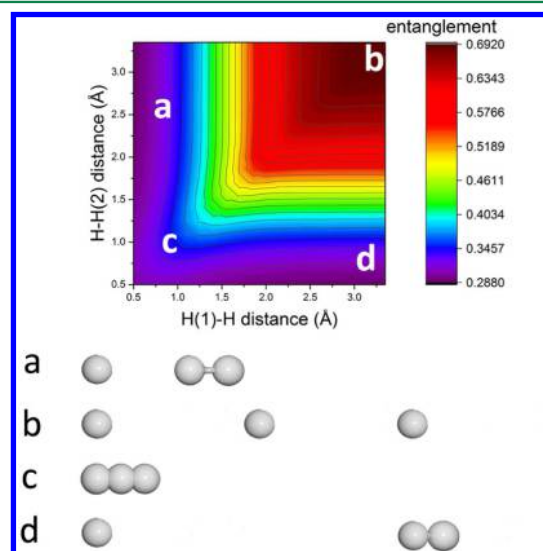 entanglement
b
a
c
d
3.0
2.5
2.0
1.5
1.0
0.5
0.5
1.0
1.5
2.0
2.5
3.0
H-H(2) distance (Å)
H(1)-H distance (Å)
0.6920
0.6343
0.5766
0.5189
0.4611
0.4034
0.3457
0.2880
a
b
c
d